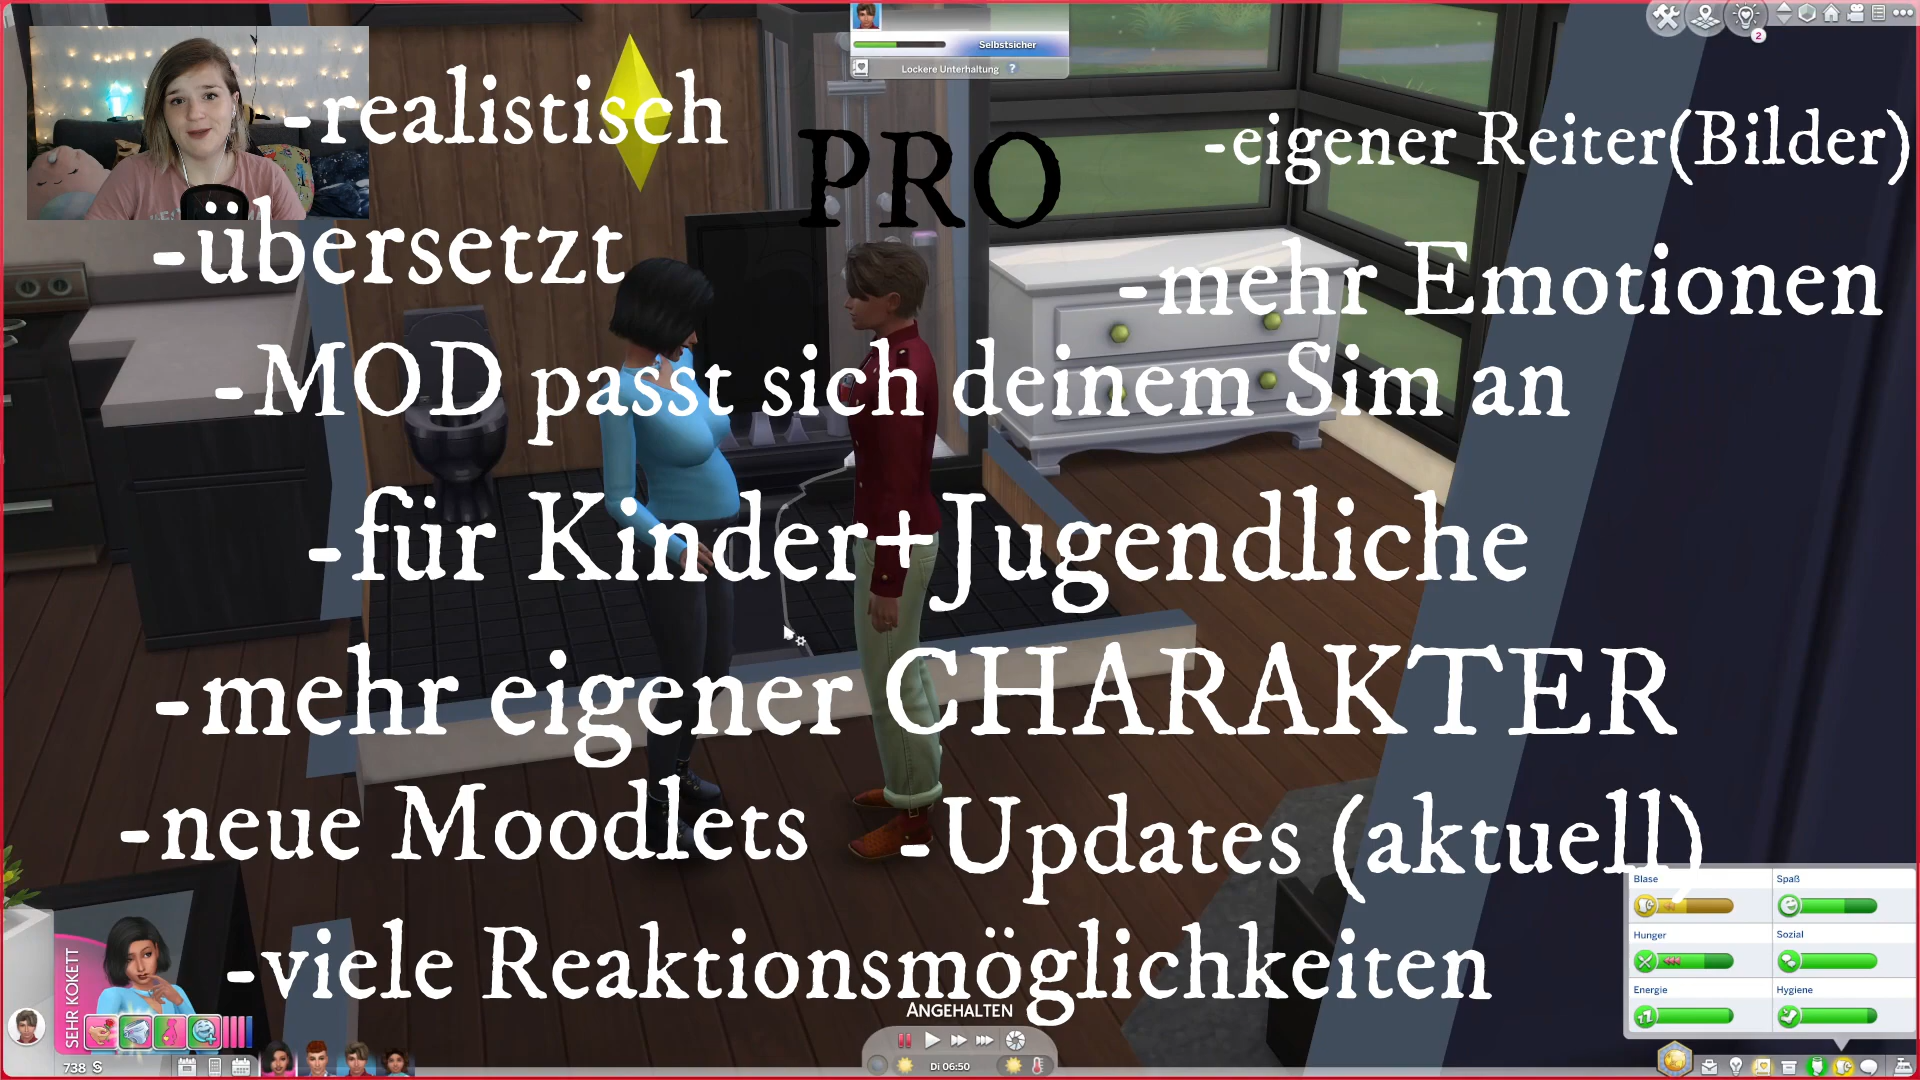 Selbstsicher
Lockere Unterhaltung ?
2
-realistisch
PRO
-eigener Reiter(Bilder)
-übersetzt
-mehr Emotionen
-MOD passt sich deinem Sim an
-für Kinder+Jugendliche
-mehr eigener CHARAKTER
-neue Moodlets
-Updates (aktuell)
-viele Reaktionsmöglichkeiten
Blase
Spaß
Hunger
Sozial
Energie
Hygiene
SEHR KOKETT
ANGEHALTEN
738 §
Di 06:50